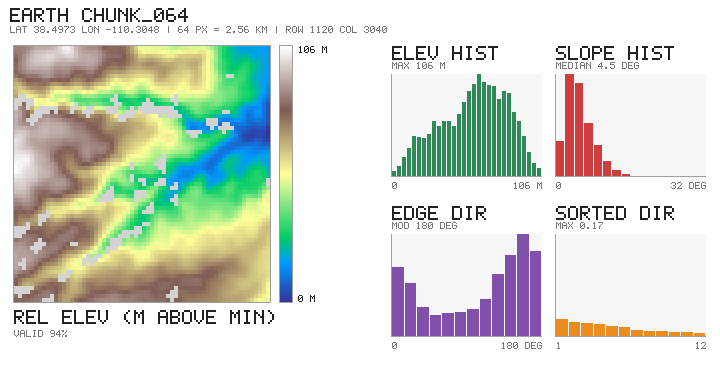 EARTH CHUNK_064
LAT 38.4973 LON -110.3048 | 64 PX = 2.56 KM | ROW 1120 COL 3040
106 M
0 M
REL ELEV (M ABOVE MIN)
VALID 94%
ELEV HIST
MAX 106 M
0 106 M
SLOPE HIST
MEDIAN 4.5 DEG
0 32 DEG
EDGE DIR
MOD 180 DEG
0 180 DEG
SORTED DIR
MAX 0.17
1 12